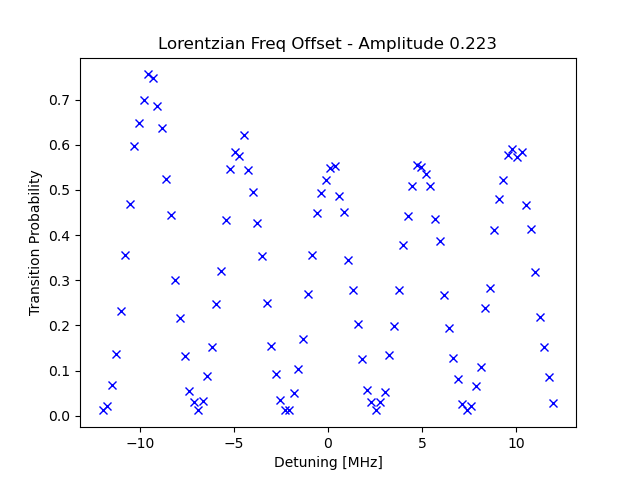 Lorentzian Freq Offset - Amplitude 0.223
Transition Probability
0.7
0.6
0.5
0.4
0.3
0.2
0.1
0.0
−10 −5 0 5 10
Detuning [MHz]